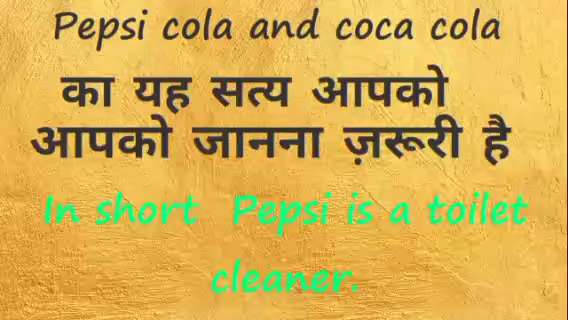 Pepsi cola and coca cola
का यह सत्य आपको
आपको जानना ज़रूरी है
In short Pepsi is a toilet
cleaner.